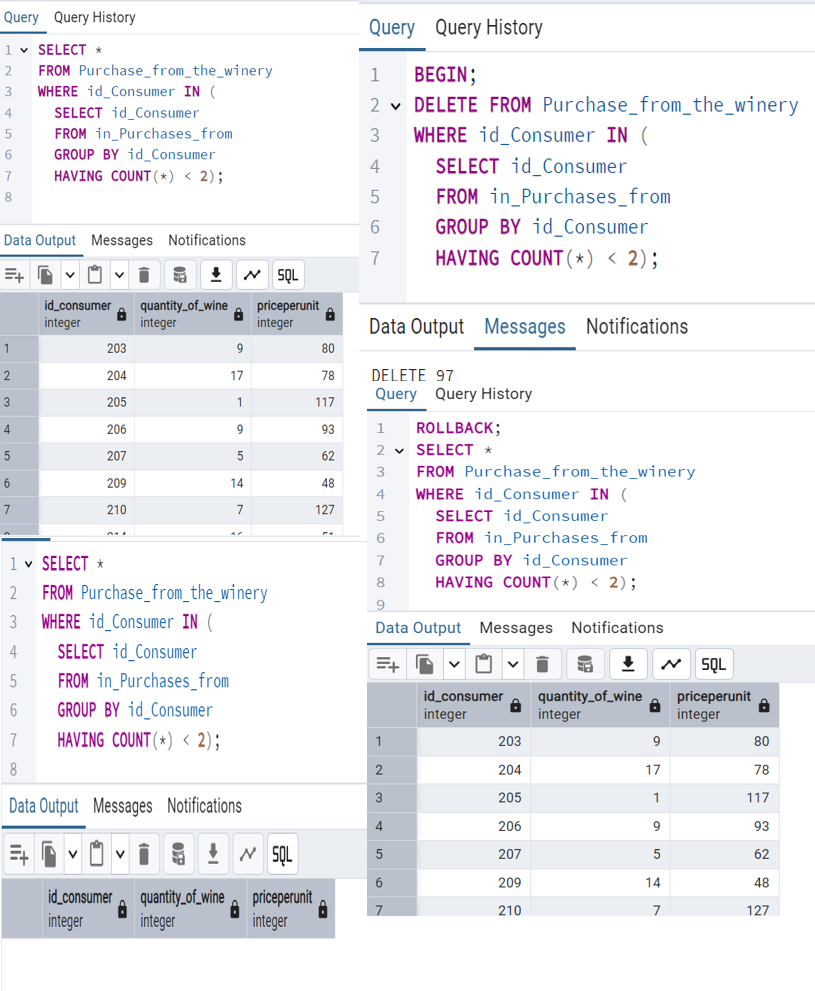 Query Query History
1 SELECT *
2 FROM Purchase_from_the_winery
3 WHERE id_Consumer IN (
4 SELECT id_Consumer
5 FROM in_Purchases_from
6 GROUP BY id_Consumer
7 HAVING COUNT(*) < 2);
8
Data Output Messages Notifications
SQL
id_consumer quantity_of_wine priceperunit
integer integer integer
1 203 9 80
2 204 17 78
3 205 1 117
4 206 9 93
5 207 5 62
6 209 14 48
7 210 7 127
Query Query History
1 BEGIN;
2 DELETE FROM Purchase_from_the_winery
3 WHERE id_Consumer IN (
4 SELECT id_Consumer
5 FROM in_Purchases_from
6 GROUP BY id_Consumer
7 HAVING COUNT(*) < 2);
Data Output Messages Notifications
DELETE 97
1 SELECT *
2 FROM Purchase_from_the_winery
3 WHERE id_Consumer IN (
4 SELECT id_Consumer
5 FROM in_Purchases_from
6 GROUP BY id_Consumer
7 HAVING COUNT(*) < 2);
8
Data Output Messages Notifications
SQL
id_consumer quantity_of_wine priceperunit
integer integer integer
Query Query History
1 ROLLBACK;
2 SELECT *
3 FROM Purchase_from_the_winery
4 WHERE id_Consumer IN (
5 SELECT id_Consumer
6 FROM in_Purchases_from
7 GROUP BY id_Consumer
8 HAVING COUNT(*) < 2);
9
Data Output Messages Notifications
SQL
id_consumer quantity_of_wine priceperunit
integer integer integer
1 203 9 80
2 204 17 78
3 205 1 117
4 206 9 93
5 207 5 62
6 209 14 48
7 210 7 127